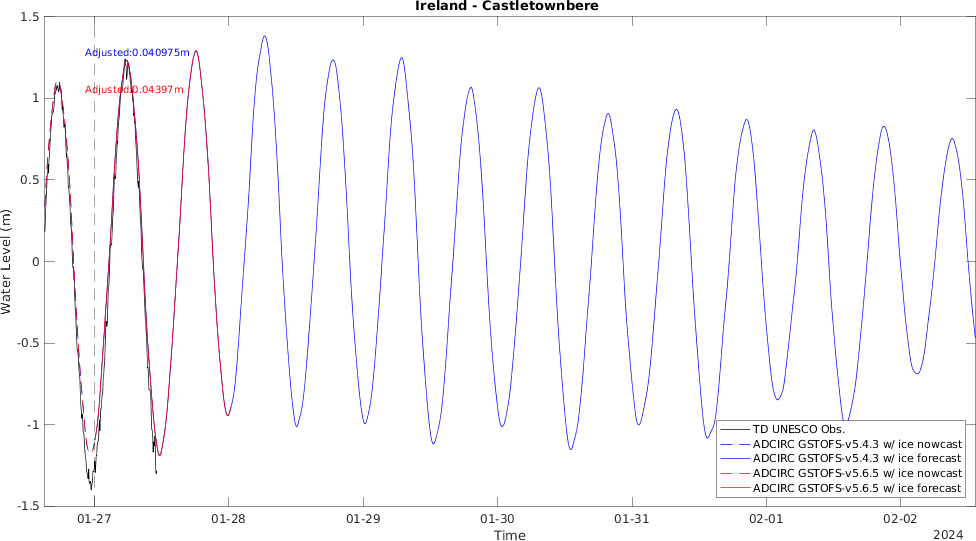 Ireland - Castletownbere
1.5
1
0.5
0
-0.5
-1
-1.5
Water Level (m)
Adjusted:0.040975m
Adjusted:0.04397m
TD UNESCO Obs.
ADCIRC GSTOFS-v5.4.3 w/ ice nowcast
ADCIRC GSTOFS-v5.4.3 w/ ice forecast
ADCIRC GSTOFS-v5.6.5 w/ ice nowcast
ADCIRC GSTOFS-v5.6.5 w/ ice forecast
01-27 01-28 01-29 01-30 01-31 02-01 02-02
Time
2024